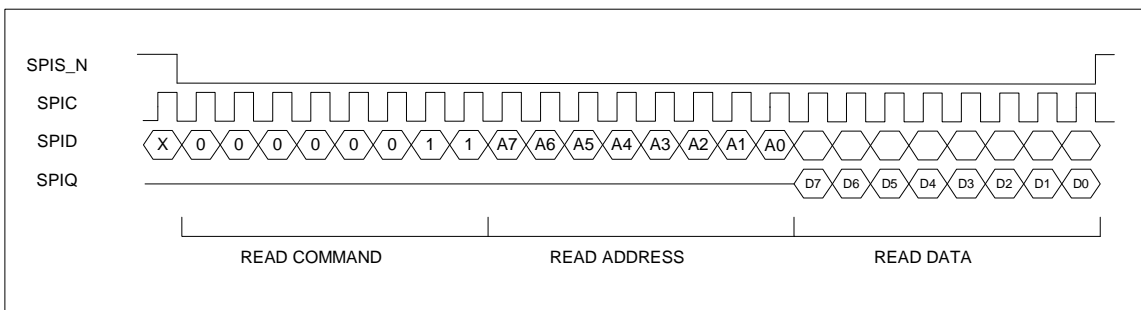 SPIS_N
SPIC
SPID X 0 0 0 0 0 0 1 1 A7 A6 A5 A4 A3 A2 A1 A0
SPIQ D7 D6 D5 D4 D3 D2 D1 D0
READ COMMAND READ ADDRESS READ DATA